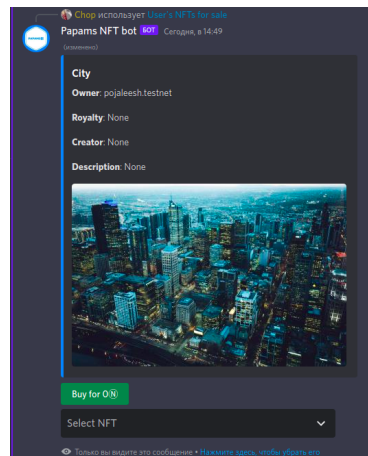 Chop использует User's NFTs for sale
Papams NFT bot БОТ Сегодня, в 14:49
(изменено)
City
Owner: pojaleesh.testnet
Royalty: None
Creator: None
Description: None
Buy for 0Ⓝ
Select NFT
Только вы видите это сообщение • Нажмите здесь, чтобы убрать его